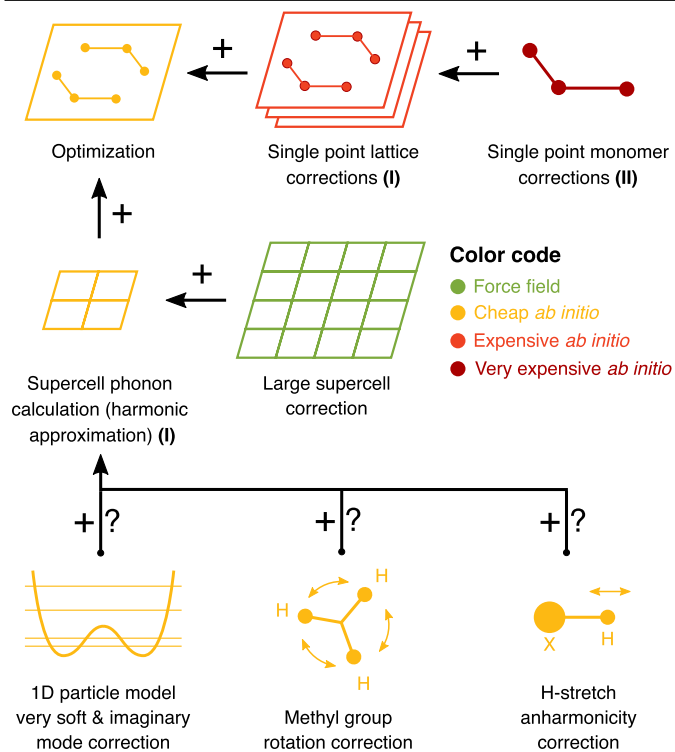 +
+
Optimization
Single point lattice
corrections (I)
Single point monomer
corrections (II)
+
+
Color code
Force field
Cheap ab initio
Expensive ab initio
Very expensive ab initio
Supercell phonon
calculation (harmonic
approximation) (I)
Large supercell
correction
+?
+?
+?
H
H
H
X
H
1D particle model
very soft & imaginary
mode correction
Methyl group
rotation correction
H-stretch
anharmonicity
correction